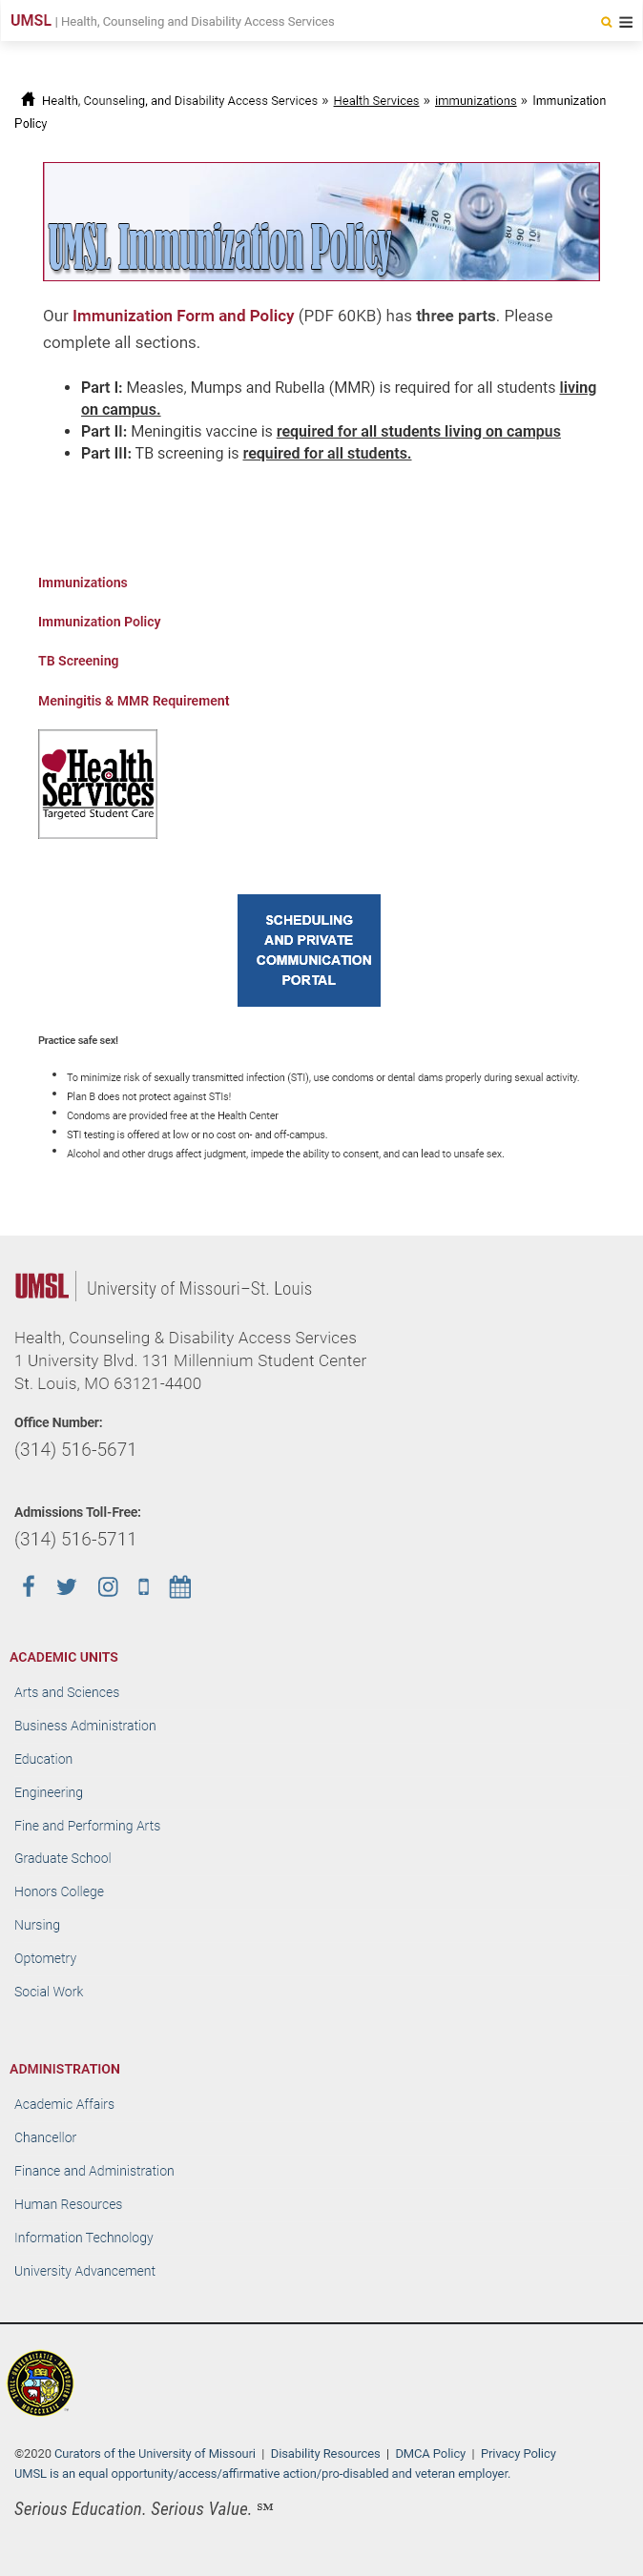 UMSL | Health, Counseling and Disability Access Services
Health, Counseling, and Disability Access Services » Health Services » immunizations » Immunization
Policy
UMSL Immunization Policy
Our Immunization Form and Policy (PDF 60KB) has three parts. Please
complete all sections.
• Part I: Measles, Mumps and Rubella (MMR) is required for all students living
on campus.
• Part II: Meningitis vaccine is required for all students living on campus
• Part III: TB screening is required for all students.
Immunizations
Immunization Policy
TB Screening
Meningitis & MMR Requirement
Health
Services
Targeted Student Care
SCHEDULING
AND PRIVATE
COMMUNICATION
PORTAL
Practice safe sex!
• To minimize risk of sexually transmitted infection (STI), use condoms or dental dams properly during sexual activity.
• Plan B does not protect against STIs!
• Condoms are provided free at the Health Center
• STI testing is offered at low or no cost on- and off-campus.
• Alcohol and other drugs affect judgment, impede the ability to consent, and can lead to unsafe sex.
UMSL | University of Missouri–St. Louis
Health, Counseling & Disability Access Services
1 University Blvd. 131 Millennium Student Center
St. Louis, MO 63121-4400
Office Number:
(314) 516-5671
Admissions Toll-Free:
(314) 516-5711
ACADEMIC UNITS
Arts and Sciences
Business Administration
Education
Engineering
Fine and Performing Arts
Graduate School
Honors College
Nursing
Optometry
Social Work
ADMINISTRATION
Academic Affairs
Chancellor
Finance and Administration
Human Resources
Information Technology
University Advancement
©2020 Curators of the University of Missouri | Disability Resources | DMCA Policy | Privacy Policy
UMSL is an equal opportunity/access/affirmative action/pro-disabled and veteran employer.
Serious Education. Serious Value. ℠